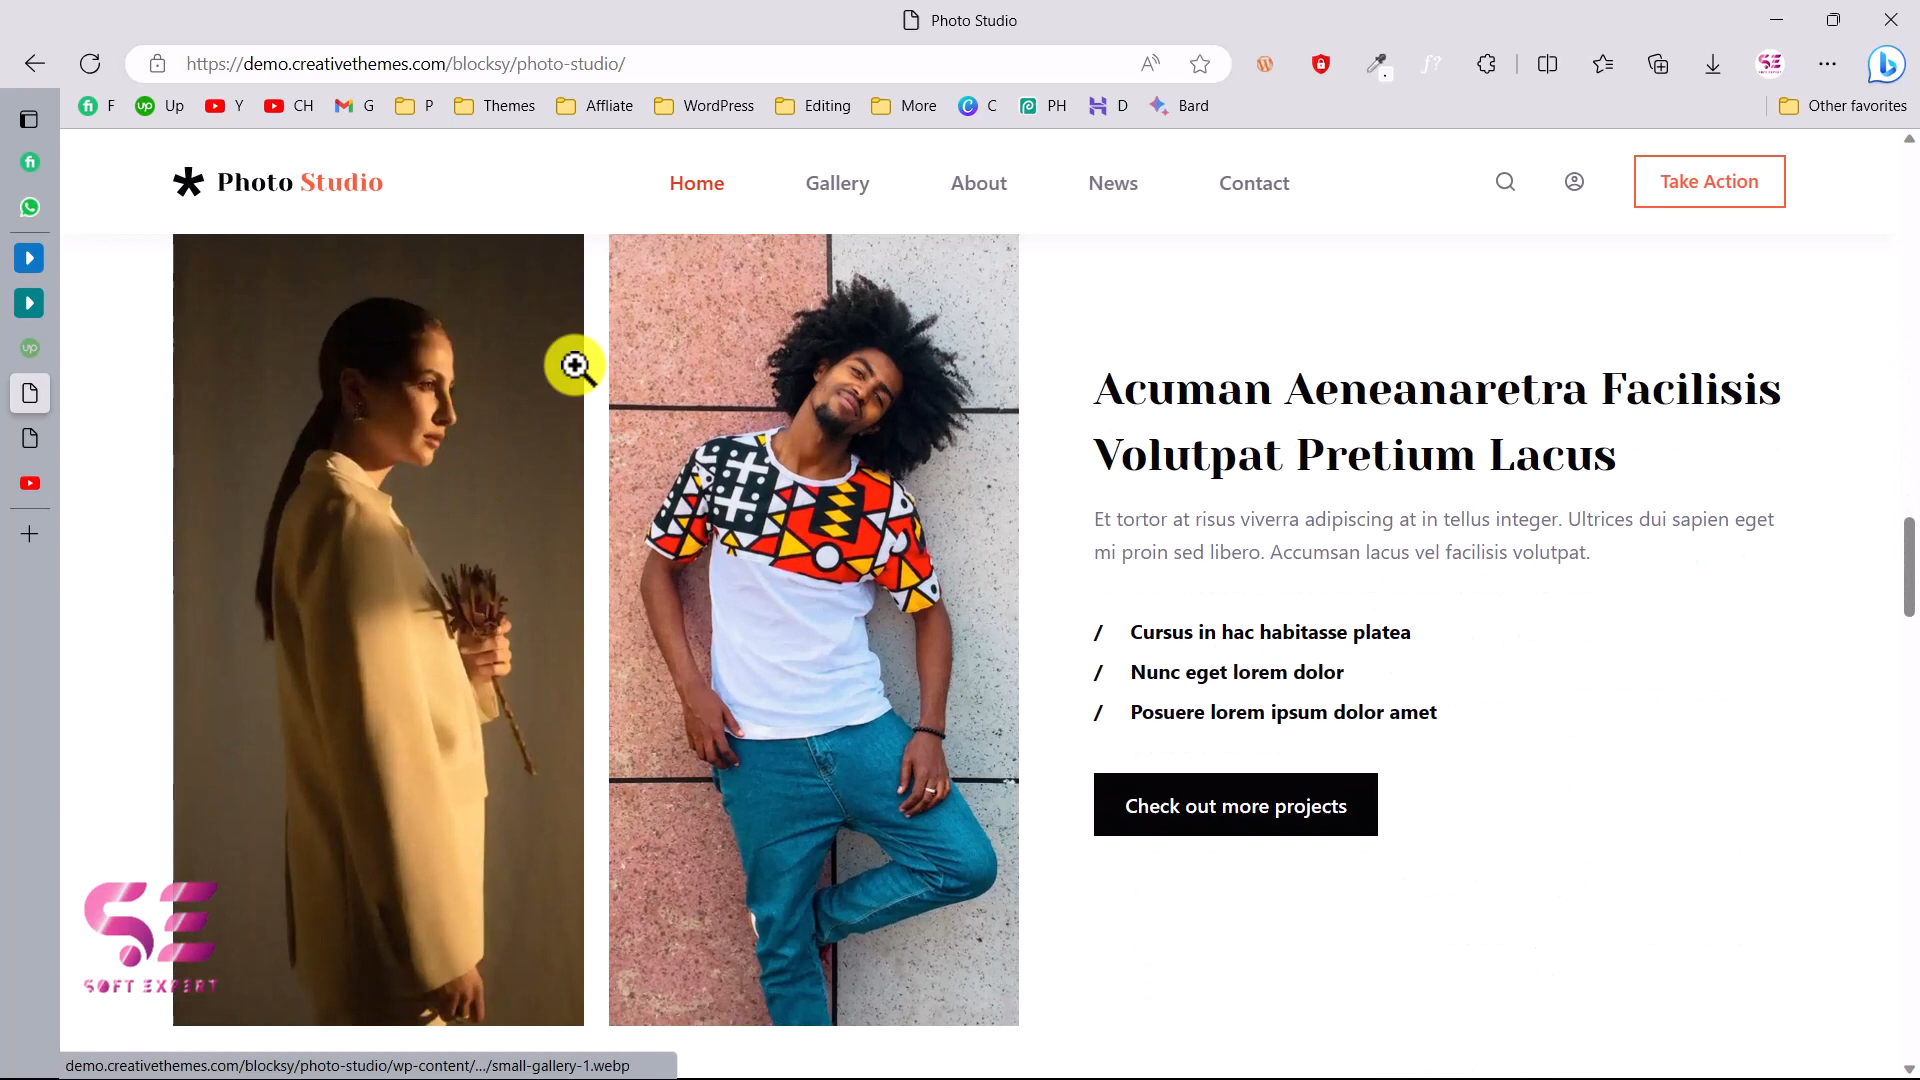 Photo Studio
https://demo.creativethemes.com/blocksy/photo-studio/
F Up Y CH G P Themes Affliate WordPress Editing More C PH D Bard Other favorites
Photo Studio Home Gallery About News Contact Take Action
Acuman Aeneanaretra Facilisis
Volutpat Pretium Lacus
Et tortor at risus viverra adipiscing at in tellus integer. Ultrices dui sapien eget
mi proin sed libero. Accumsan lacus vel facilisis volutpat.
/ Cursus in hac habitasse platea
/ Nunc eget lorem dolor
/ Posuere lorem ipsum dolor amet
Check out more projects
SE
SOFT EXPERT
demo.creativethemes.com/blocksy/photo-studio/wp-content/.../small-gallery-1.webp